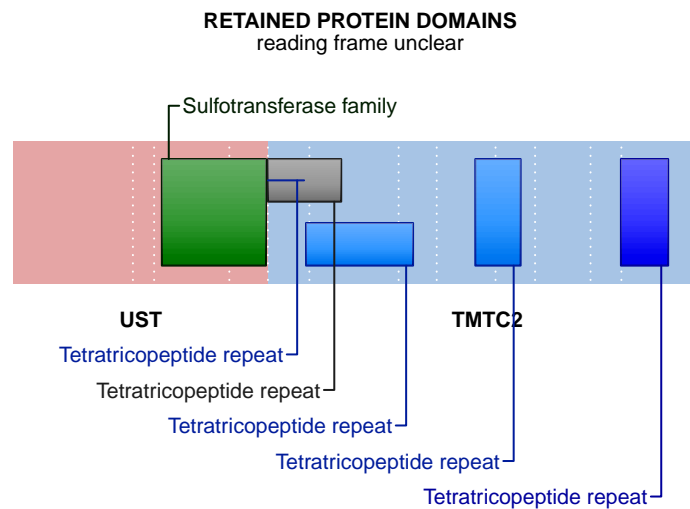 RETAINED PROTEIN DOMAINS
reading frame unclear
Sulfotransferase family
UST
TMTC2
Tetratricopeptide repeat
Tetratricopeptide repeat
Tetratricopeptide repeat
Tetratricopeptide repeat
Tetratricopeptide repeat